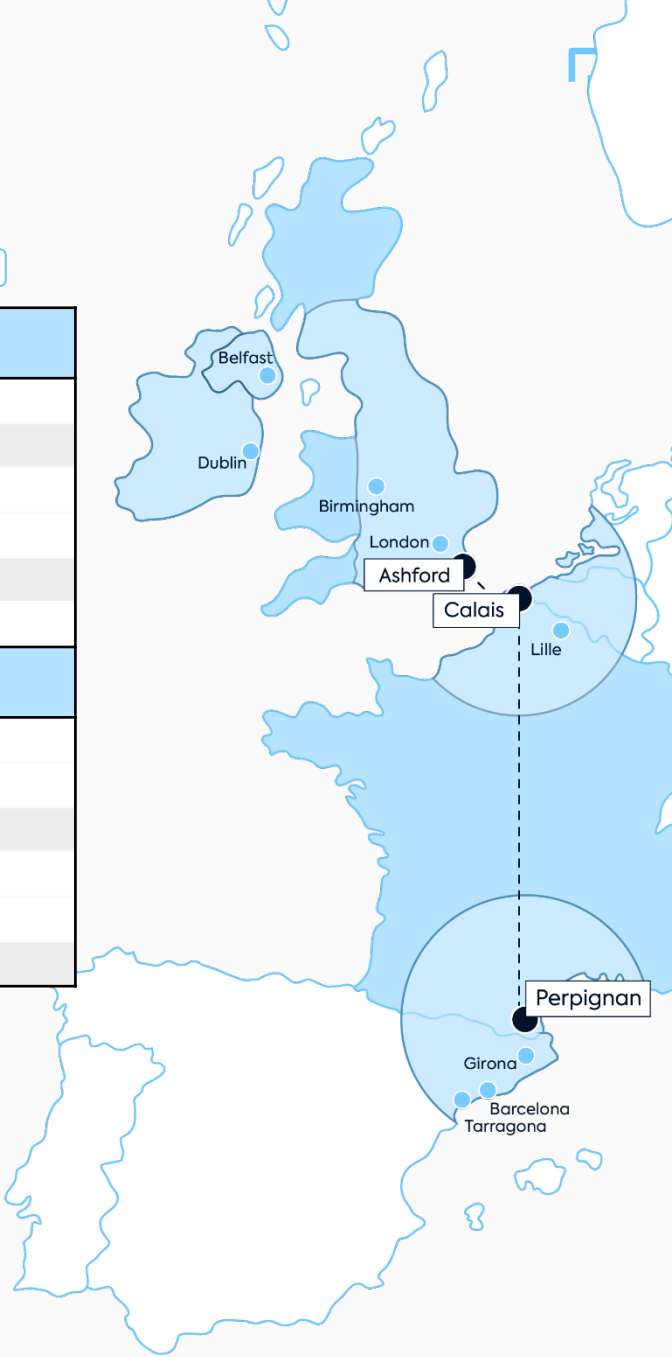 Belfast
Dublin
Birmingham
London
Ashford
Calais
Lille
Perpignan
Girona
Barcelona
Tarragona